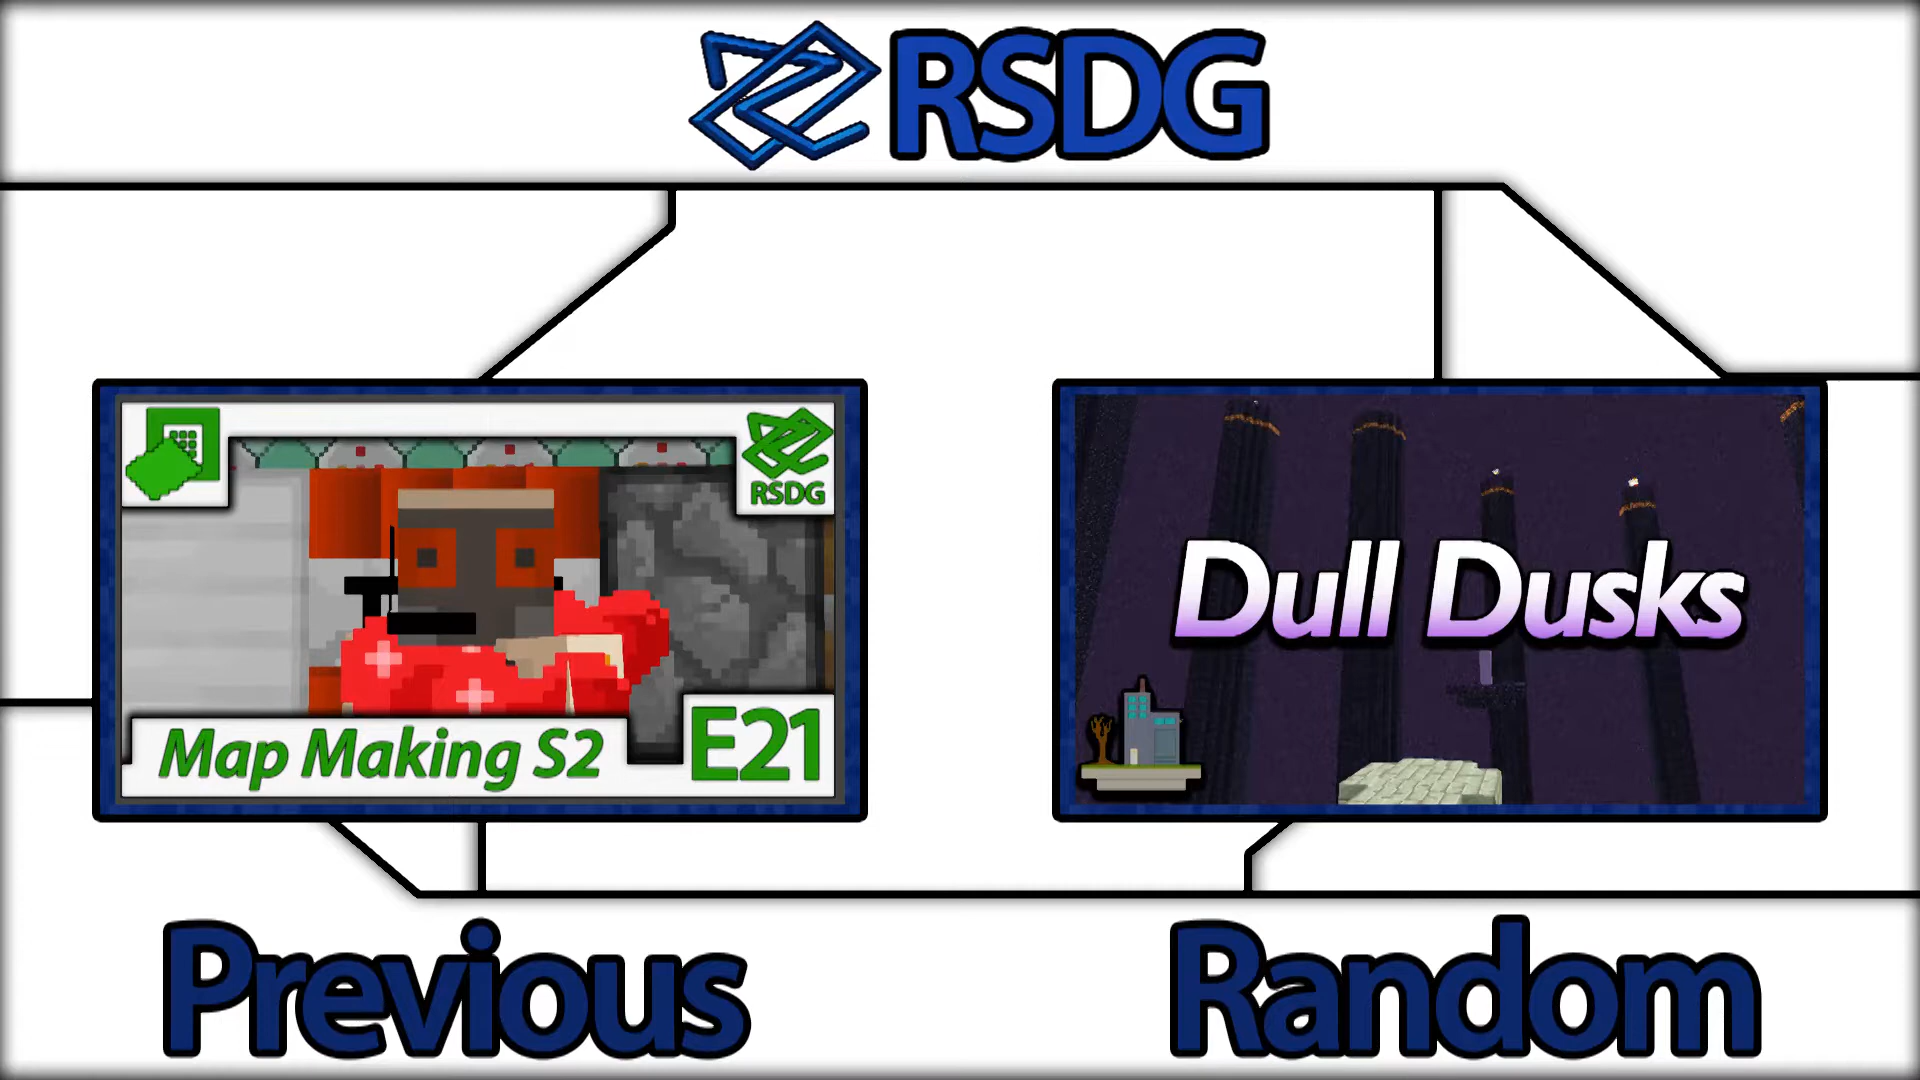 RSDG
RSDG
Map Making S2
E21
Dull Dusks
Previous
Random